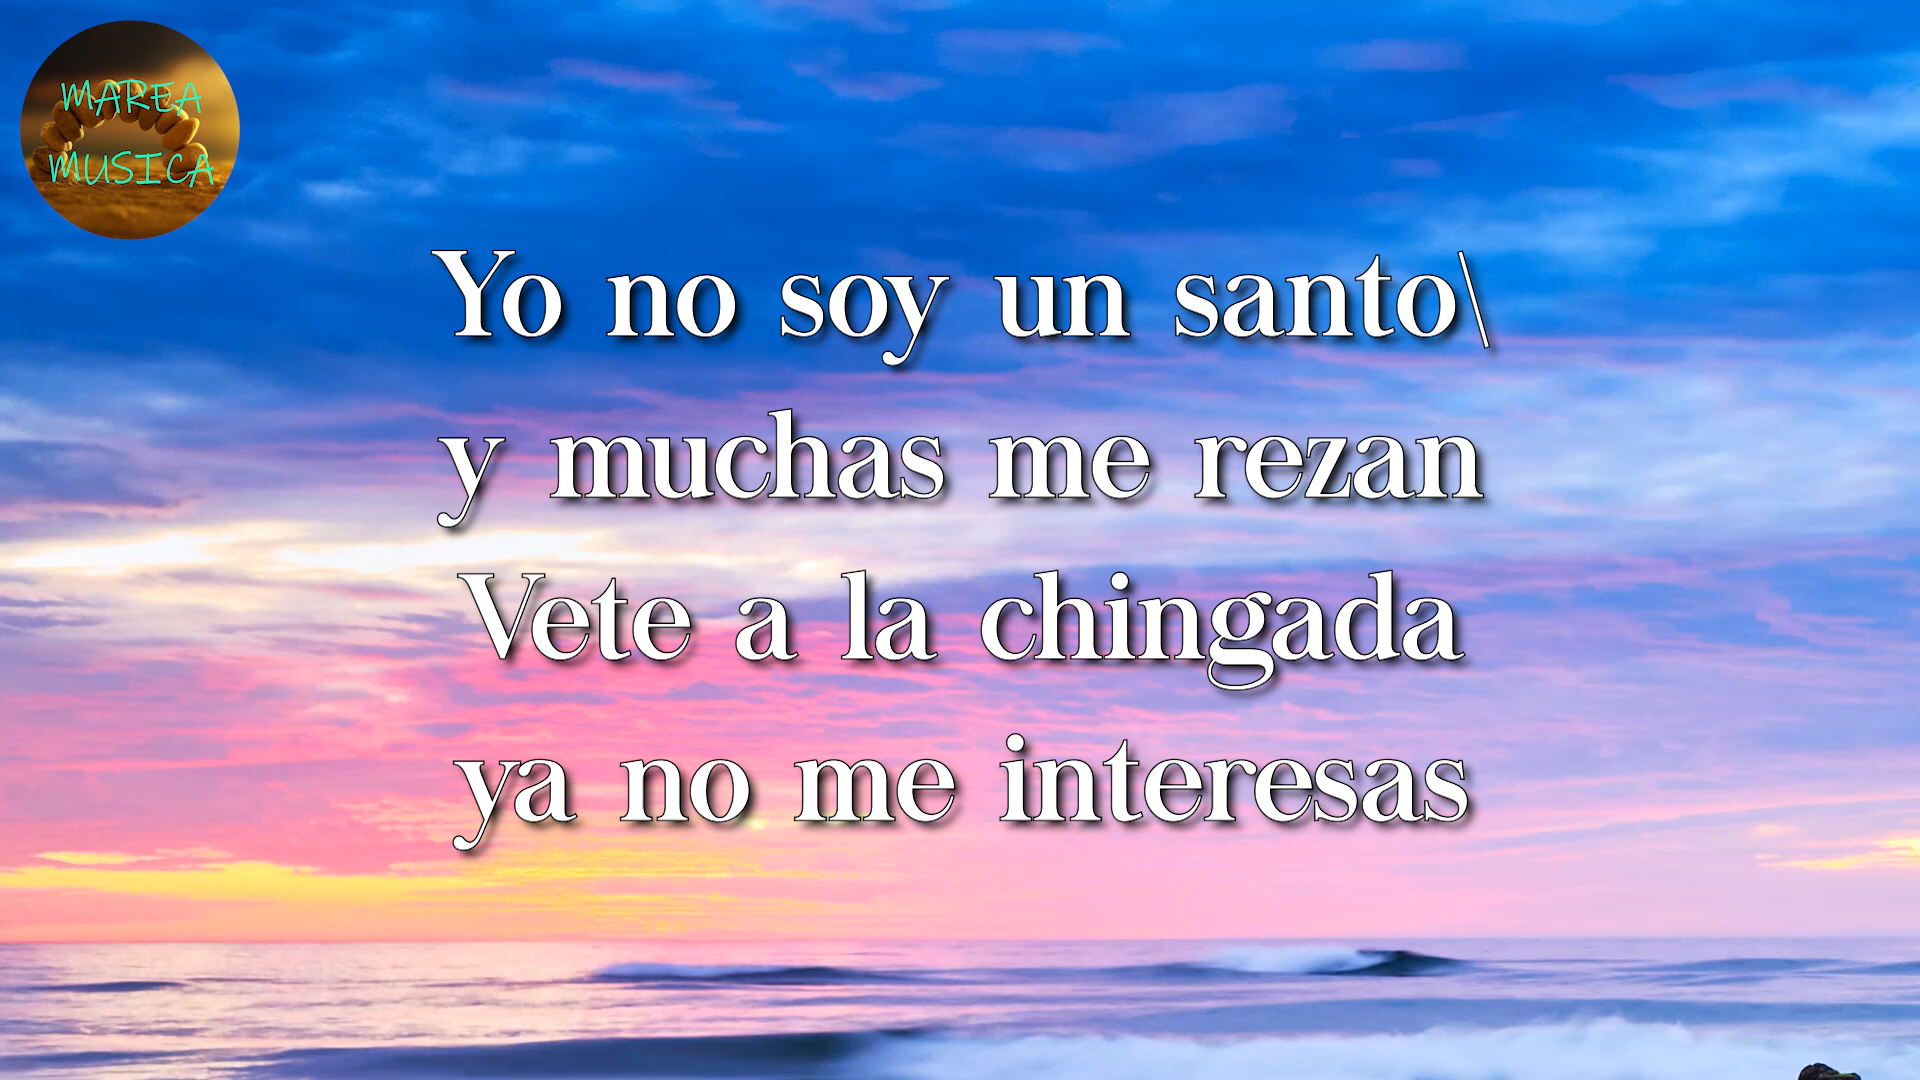 MAREA
MUSICA
Yo no soy un santo\
y muchas me rezan
Vete a la chingada
ya no me interesas